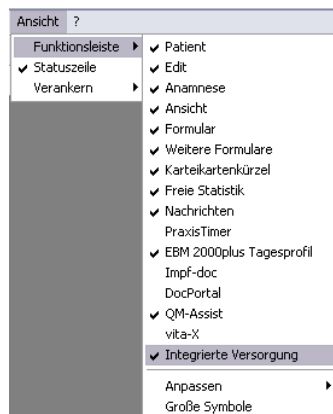 Ansicht ?
Funktionsleiste
Statuszeile
Verankern
Patient
Edit
Anamnese
Ansicht
Formular
Weitere Formulare
Karteikartenkürzel
Freie Statistik
Nachrichten
PraxisTimer
EBM 2000plus Tagesprofil
Impf-doc
DocPortal
QM-Assist
vita-X
Integrierte Versorgung
Anpassen
Große Symbole